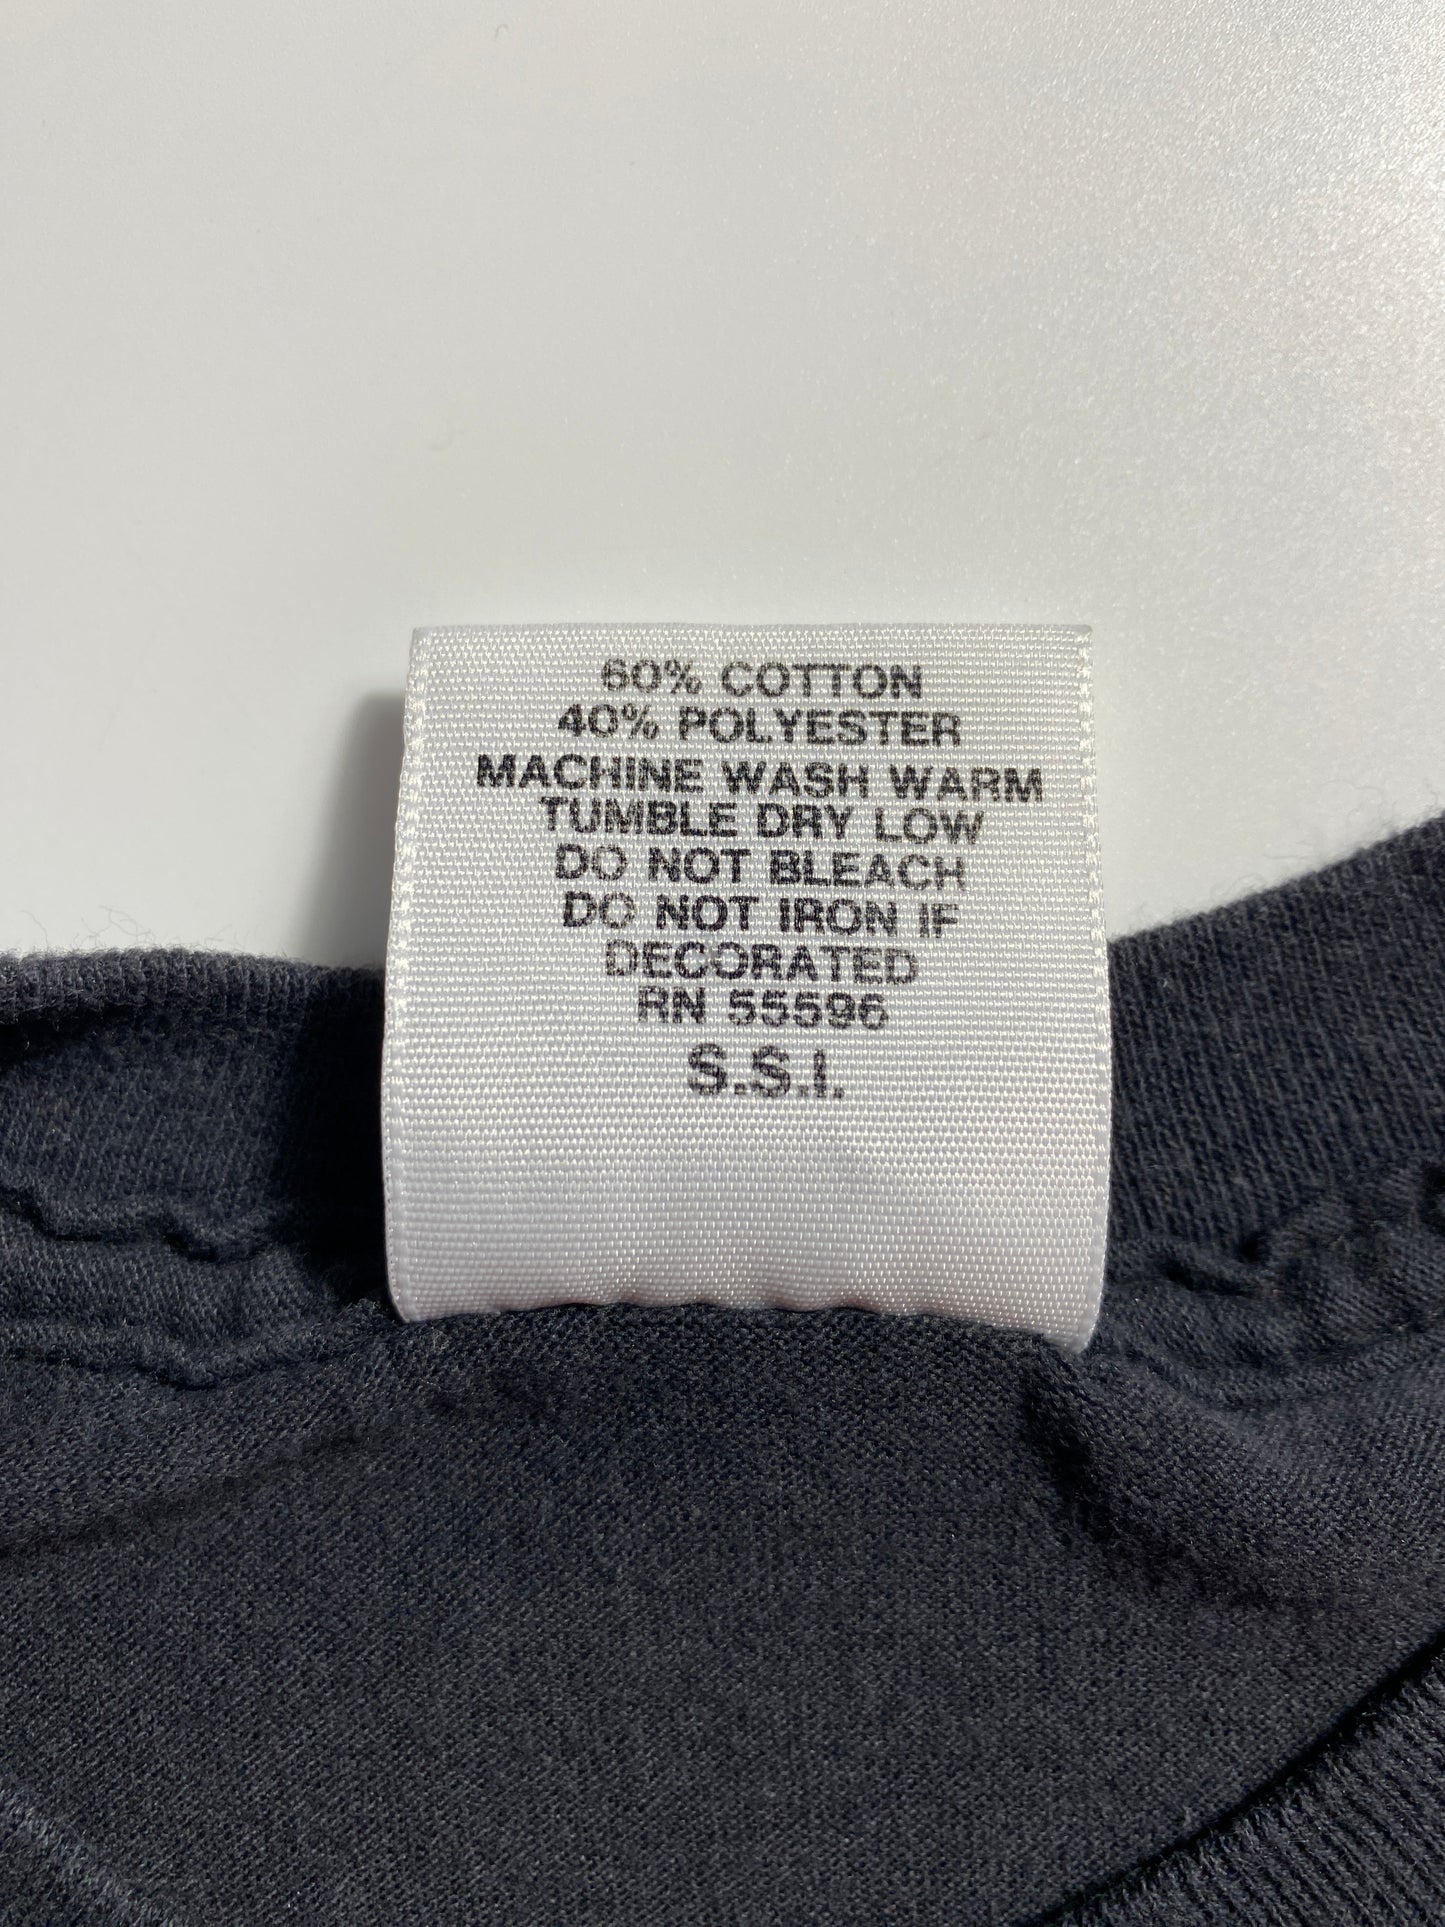 60% COTTON
40% POLYESTER
MACHINE WASH WARM
TUMBLE DRY LOW
DO NOT BLEACH
DO NOT IRON IF
DECORATED
RN 55596
S.S.I.